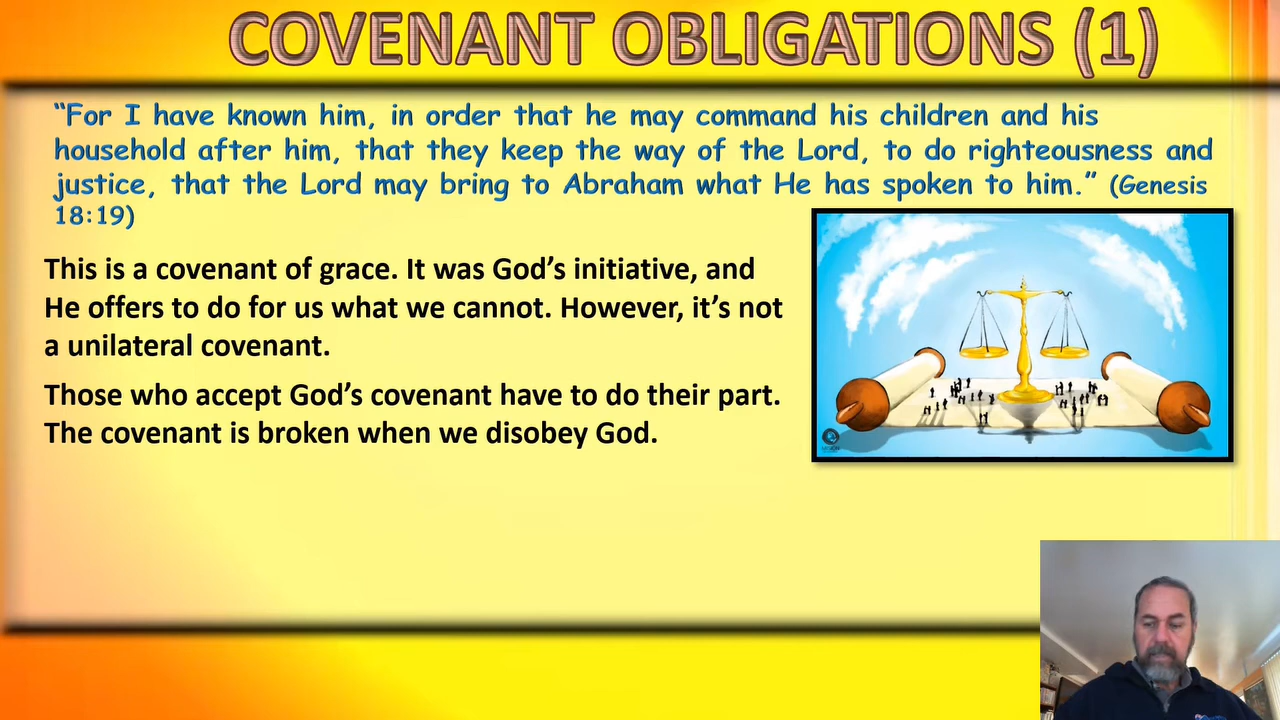 COVENANT OBLIGATIONS (1)
“For I have known him, in order that he may command his children and his
household after him, that they keep the way of the Lord, to do righteousness and
justice, that the Lord may bring to Abraham what He has spoken to him.” (Genesis
18:19)
This is a covenant of grace. It was God’s initiative, and
He offers to do for us what we cannot. However, it’s not
a unilateral covenant.
Those who accept God’s covenant have to do their part.
The covenant is broken when we disobey God.